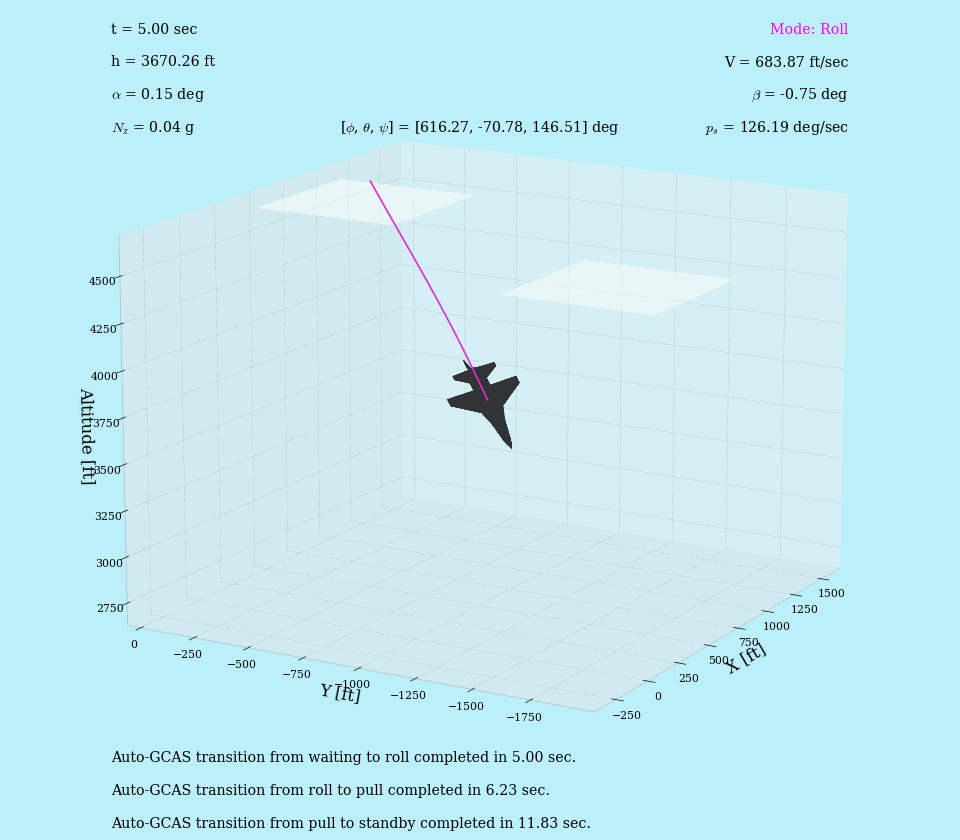 t = 5.00 sec
Mode: Roll
h = 3670.26 ft
V = 683.87 ft/sec
α = 0.15 deg
β = -0.75 deg
N_z = 0.04 g
[ϕ, θ, ψ] = [616.27, -70.78, 146.51] deg
p_s = 126.19 deg/sec
4500
4250
4000
3750
3500
3250
3000
2750
Altitude [ft]
0
−250
−500
−750
−1000
−1250
−1500
−1750
Y [ft]
−250
0
250
500
750
1000
1250
1500
X [ft]
Auto-GCAS transition from waiting to roll completed in 5.00 sec.
Auto-GCAS transition from roll to pull completed in 6.23 sec.
Auto-GCAS transition from pull to standby completed in 11.83 sec.